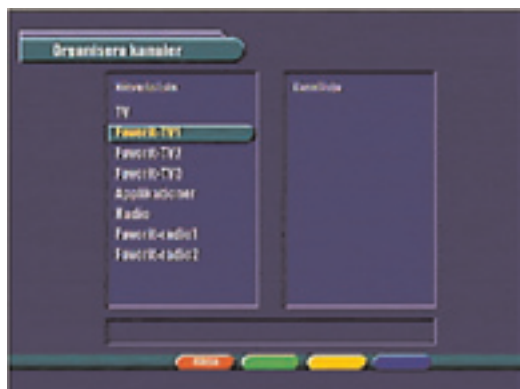 Organisera kanaler
TV
Favorit-TV1
Favorit-TV2
Favorit-TV3
Applikationer
Radio
Favorit-radio1
Favorit-radio2